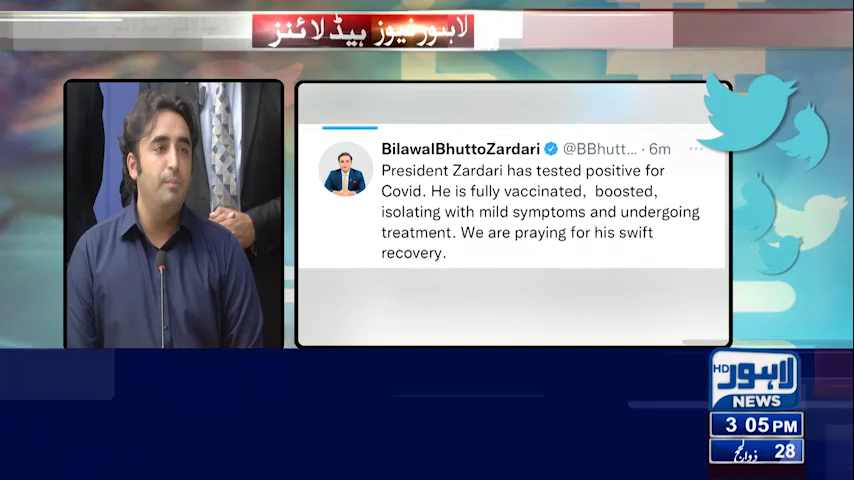 لاہور نیوز ہیڈ لائنز
BilawalBhuttoZardari @BBhutt... · 6m
President Zardari has tested positive for
Covid. He is fully vaccinated, boosted,
isolating with mild symptoms and undergoing
treatment. We are praying for his swift
recovery.
HD لاہور
NEWS
3 05 PM
28 ذوالحج